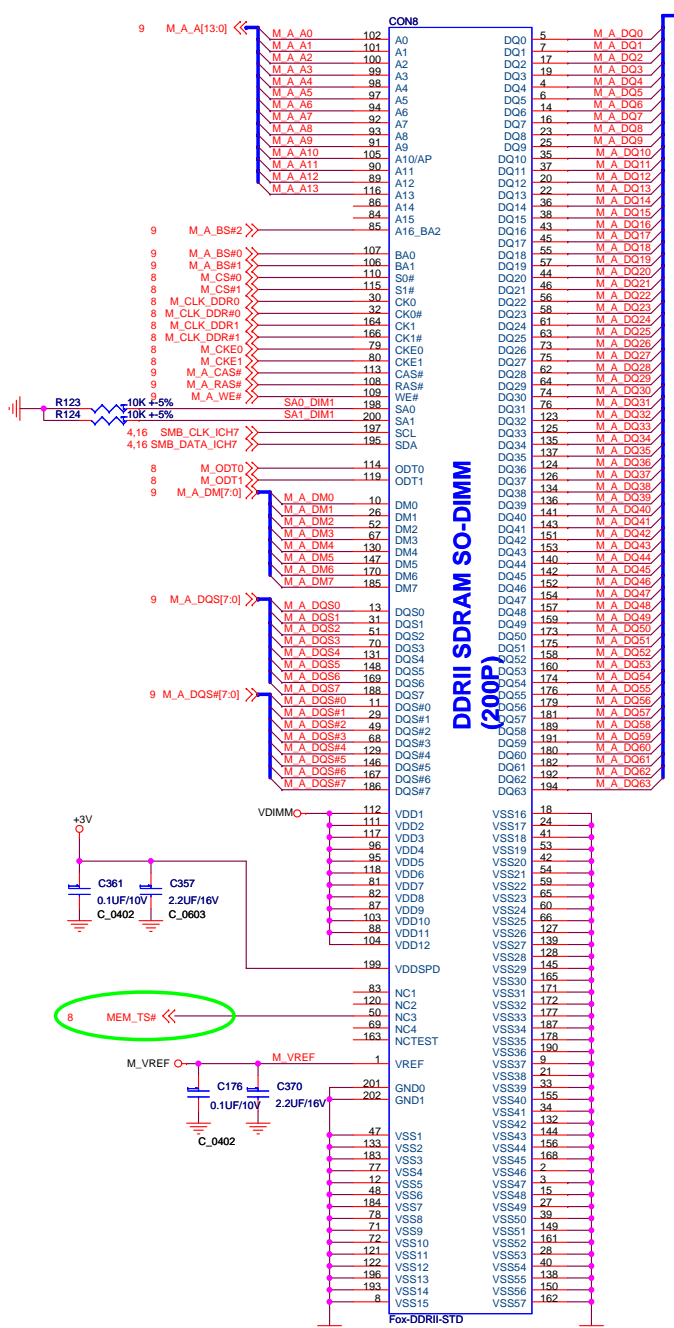 CON8
9 M_A_A[13:0]
M_A_A0 102 A0
M_A_A1 101 A1
M_A_A2 100 A2
M_A_A3 99 A3
M_A_A4 98 A4
M_A_A5 97 A5
M_A_A6 94 A6
M_A_A7 92 A7
M_A_A8 93 A8
M_A_A9 91 A9
M_A_A10 105 A10/AP
M_A_A11 90 A11
M_A_A12 89 A12
M_A_A13 116 A13
86 A14
84 A15
9 M_A_BS#2 85 A16_BA2
9 M_A_BS#0 107 BA0
9 M_A_BS#1 106 BA1
8 M_CS#0 110 S0#
8 M_CS#1 115 S1#
8 M_CLK_DDR0 30 CK0
8 M_CLK_DDR#0 32 CK0#
8 M_CLK_DDR1 164 CK1
8 M_CLK_DDR#1 166 CK1#
8 M_CKE0 79 CKE0
8 M_CKE1 80 CKE1
9 M_A_CAS# 113 CAS#
9 M_A_RAS# 108 RAS#
9 M_A_WE# 109 WE#
R123 10K +-5% SA0_DIM1 198 SA0
R124 10K +-5% SA1_DIM1 200 SA1
4,16 SMB_CLK_ICH7 197 SCL
4,16 SMB_DATA_ICH7 195 SDA
8 M_ODT0 114 ODT0
8 M_ODT1 119 ODT1
9 M_A_DM[7:0]
M_A_DM0 10 DM0
M_A_DM1 26 DM1
M_A_DM2 52 DM2
M_A_DM3 67 DM3
M_A_DM4 130 DM4
M_A_DM5 147 DM5
M_A_DM6 170 DM6
M_A_DM7 185 DM7
9 M_A_DQS[7:0]
M_A_DQS0 13 DQS0
M_A_DQS1 31 DQS1
M_A_DQS2 51 DQS2
M_A_DQS3 70 DQS3
M_A_DQS4 131 DQS4
M_A_DQS5 148 DQS5
M_A_DQS6 169 DQS6
M_A_DQS7 188 DQS7
9 M_A_DQS#[7:0]
M_A_DQS#0 11 DQS#0
M_A_DQS#1 29 DQS#1
M_A_DQS#2 49 DQS#2
M_A_DQS#3 68 DQS#3
M_A_DQS#4 129 DQS#4
M_A_DQS#5 146 DQS#5
M_A_DQS#6 167 DQS#6
M_A_DQS#7 186 DQS#7
VDIMM 112 VDD1
111 VDD2
117 VDD3
96 VDD4
95 VDD5
118 VDD6
81 VDD7
82 VDD8
87 VDD9
103 VDD10
88 VDD11
104 VDD12
+3V
C361
0.1UF/10V
C_0402
C357
2.2UF/16V
C_0603
199 VDDSPD
83 NC1
120 NC2
8 MEM_TS# 50 NC3
69 NC4
163 NCTEST
M_VREF M_VREF 1 VREF
C176
0.1UF/10V
C_0402
C370
2.2UF/16V
201 GND0
202 GND1
47 VSS1
133 VSS2
183 VSS3
77 VSS4
12 VSS5
48 VSS6
184 VSS7
78 VSS8
71 VSS9
72 VSS10
121 VSS11
122 VSS12
196 VSS13
193 VSS14
8 VSS15
DDRII SDRAM SO-DIMM
(200P)
DQ0 5 M_A_DQ0
DQ1 7 M_A_DQ1
DQ2 17 M_A_DQ2
DQ3 19 M_A_DQ3
DQ4 4 M_A_DQ4
DQ5 6 M_A_DQ5
DQ6 14 M_A_DQ6
DQ7 16 M_A_DQ7
DQ8 23 M_A_DQ8
DQ9 25 M_A_DQ9
DQ10 35 M_A_DQ10
DQ11 37 M_A_DQ11
DQ12 20 M_A_DQ12
DQ13 22 M_A_DQ13
DQ14 36 M_A_DQ14
DQ15 38 M_A_DQ15
DQ16 43 M_A_DQ16
DQ17 45 M_A_DQ17
DQ18 55 M_A_DQ18
DQ19 57 M_A_DQ19
DQ20 44 M_A_DQ20
DQ21 46 M_A_DQ21
DQ22 56 M_A_DQ22
DQ23 58 M_A_DQ23
DQ24 61 M_A_DQ24
DQ25 63 M_A_DQ25
DQ26 73 M_A_DQ26
DQ27 75 M_A_DQ27
DQ28 62 M_A_DQ28
DQ29 64 M_A_DQ29
DQ30 74 M_A_DQ30
DQ31 76 M_A_DQ31
DQ32 123 M_A_DQ32
DQ33 125 M_A_DQ33
DQ34 135 M_A_DQ34
DQ35 137 M_A_DQ35
DQ36 124 M_A_DQ36
DQ37 126 M_A_DQ37
DQ38 134 M_A_DQ38
DQ39 136 M_A_DQ39
DQ40 141 M_A_DQ40
DQ41 143 M_A_DQ41
DQ42 151 M_A_DQ42
DQ43 153 M_A_DQ43
DQ44 140 M_A_DQ44
DQ45 142 M_A_DQ45
DQ46 152 M_A_DQ46
DQ47 154 M_A_DQ47
DQ48 157 M_A_DQ48
DQ49 159 M_A_DQ49
DQ50 173 M_A_DQ50
DQ51 175 M_A_DQ51
DQ52 158 M_A_DQ52
DQ53 160 M_A_DQ53
DQ54 174 M_A_DQ54
DQ55 176 M_A_DQ55
DQ56 179 M_A_DQ56
DQ57 181 M_A_DQ57
DQ58 189 M_A_DQ58
DQ59 191 M_A_DQ59
DQ60 180 M_A_DQ60
DQ61 182 M_A_DQ61
DQ62 192 M_A_DQ62
DQ63 194 M_A_DQ63
VSS16 18
VSS17 24
VSS18 41
VSS19 53
VSS20 42
VSS21 54
VSS22 59
VSS23 65
VSS24 60
VSS25 66
VSS26 127
VSS27 139
VSS28 128
VSS29 145
VSS30 165
VSS31 171
VSS32 172
VSS33 177
VSS34 187
VSS35 178
VSS36 190
VSS37 9
VSS38 21
VSS39 33
VSS40 155
VSS41 34
VSS42 132
VSS43 144
VSS44 156
VSS45 168
VSS46 2
VSS47 3
VSS48 15
VSS49 27
VSS50 39
VSS51 149
VSS52 161
VSS53 28
VSS54 40
VSS55 138
VSS56 150
VSS57 162
Fox-DDRII-STD